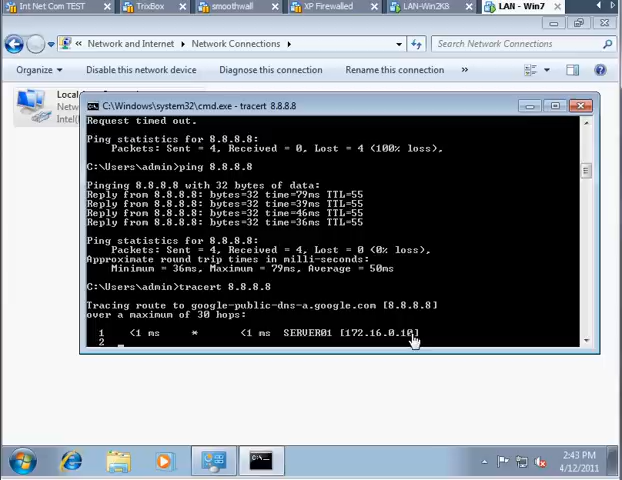 Int Net Com TEST
TrixBox
smoothwall
XP Firewalled
LAN-Win2K8
LAN - Win7
Network and Internet
Network Connections
Search Network Connections
Organize
Disable this network device
Diagnose this connection
Rename this connection
»
C:\Windows\system32\cmd.exe - tracert 8.8.8.8
Request timed out.
Ping statistics for 8.8.8.8:
Packets: Sent = 4, Received = 0, Lost = 4 (100% loss),
C:\Users\admin>ping 8.8.8.8
Pinging 8.8.8.8 with 32 bytes of data:
Reply from 8.8.8.8: bytes=32 time=79ms TTL=55
Reply from 8.8.8.8: bytes=32 time=39ms TTL=55
Reply from 8.8.8.8: bytes=32 time=46ms TTL=55
Reply from 8.8.8.8: bytes=32 time=36ms TTL=55
Ping statistics for 8.8.8.8:
Packets: Sent = 4, Received = 4, Lost = 0 (0% loss),
Approximate round trip times in milli-seconds:
Minimum = 36ms, Maximum = 79ms, Average = 50ms
C:\Users\admin>tracert 8.8.8.8
Tracing route to google-public-dns-a.google.com [8.8.8.8]
over a maximum of 30 hops:
1 <1 ms * <1 ms SERVER01 [172.16.0.10]
2
2:43 PM
4/12/2011